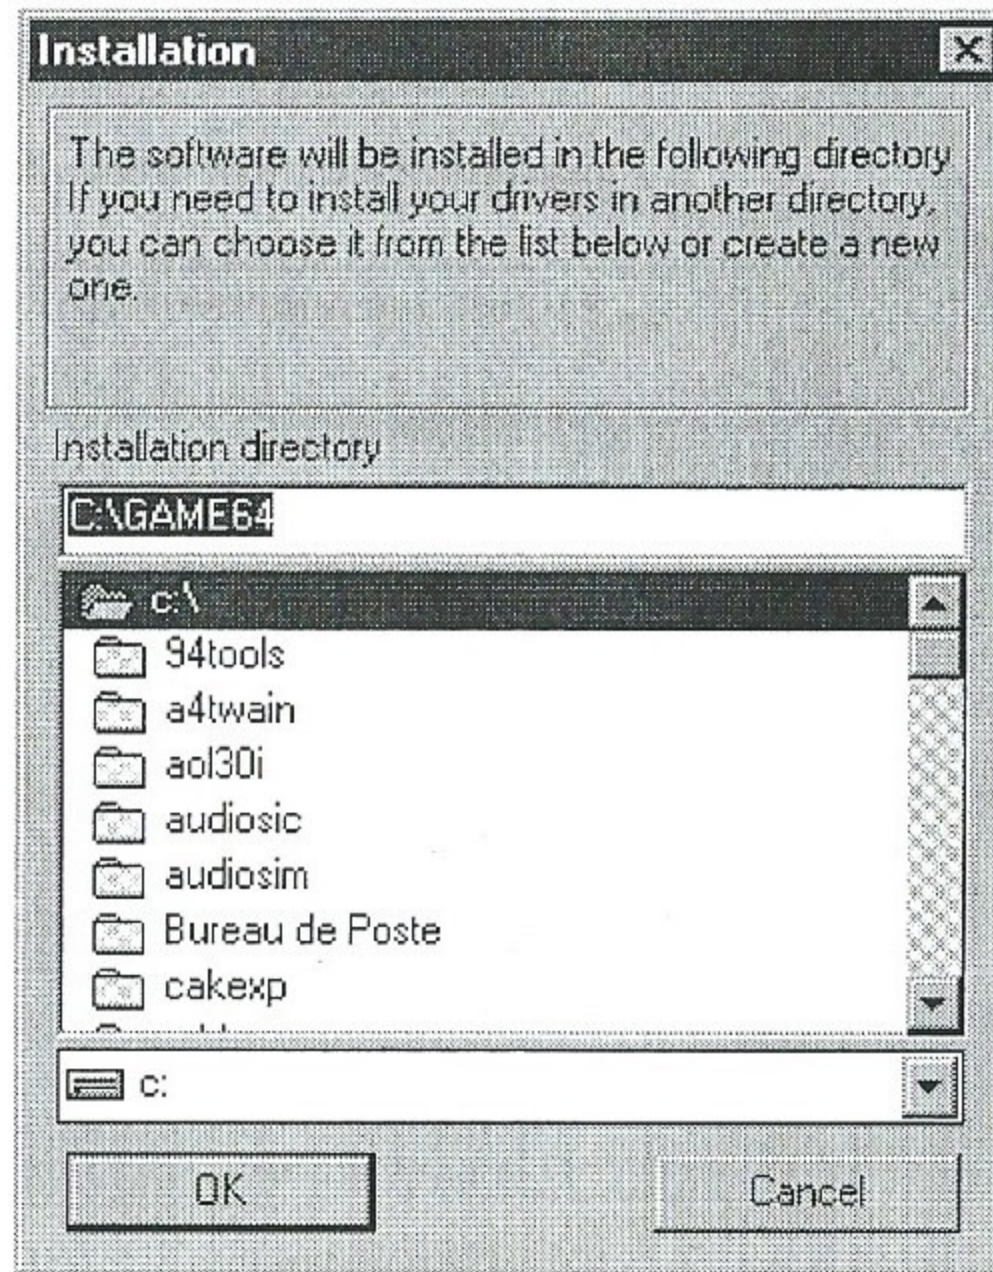 Installation
The software will be installed in the following directory
If you need to install your drivers in another directory,
you can choose it from the list below or create a new
one.
Installation directory
C:\GAME64
c:\
94tools
a4twain
aol30i
audiosic
audiosim
Bureau de Poste
cakexp
c:
OK
Cancel